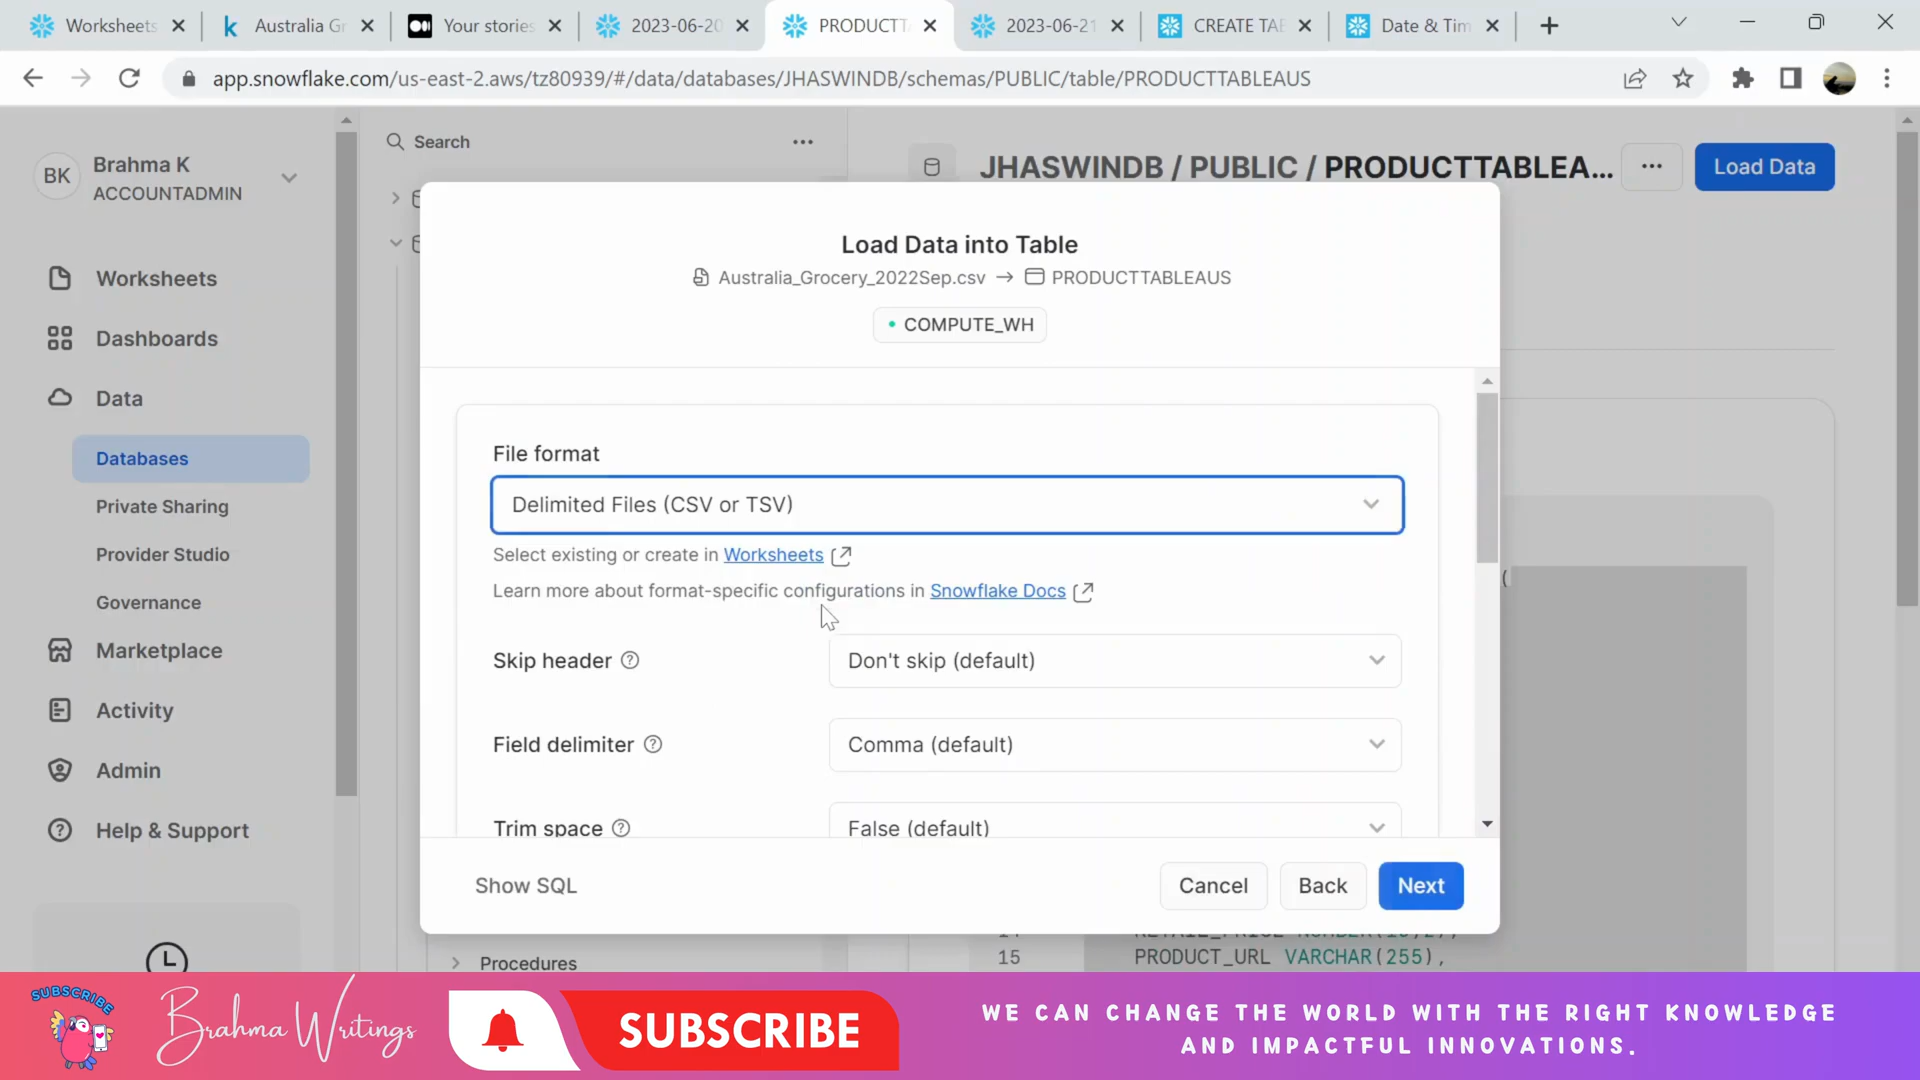 Worksheets
Australia Gr
Your stories
2023-06-20
PRODUCTT
2023-06-21
CREATE TAB
Date & Tim
app.snowflake.com/us-east-2.aws/tz80939/#/data/databases/JHASWINDB/schemas/PUBLIC/table/PRODUCTTABLEAUS
BK
Brahma K
ACCOUNTADMIN
Worksheets
Dashboards
Data
Databases
Private Sharing
Provider Studio
Governance
Marketplace
Activity
Admin
Help & Support
Search
JHASWINDB / PUBLIC / PRODUCTTABLEA...
Load Data
Load Data into Table
Australia_Grocery_2022Sep.csv → PRODUCTTABLEAUS
COMPUTE_WH
File format
Delimited Files (CSV or TSV)
Select existing or create in Worksheets
Learn more about format-specific configurations in Snowflake Docs
Skip header
Don't skip (default)
Field delimiter
Comma (default)
Trim space
False (default)
Show SQL
Cancel
Back
Next
(
15 PRODUCT_URL VARCHAR(255),
Procedures
SUBSCRIBE
Brahma Writings
SUBSCRIBE
WE CAN CHANGE THE WORLD WITH THE RIGHT KNOWLEDGE
AND IMPACTFUL INNOVATIONS.